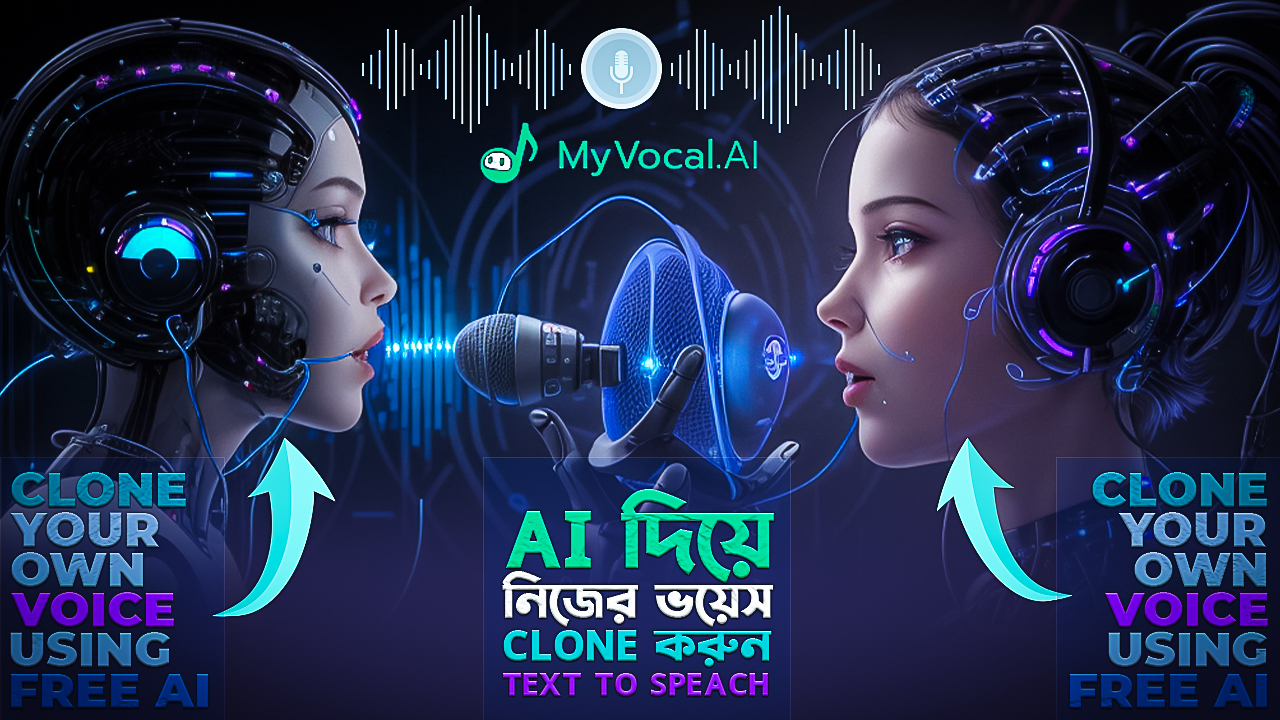 MyVocal.AI
CLONE
YOUR
OWN
VOICE
USING
FREE AI
AI দিয়ে
নিজের ভয়েস
CLONE করুন
TEXT TO SPEACH
CLONE
YOUR
OWN
VOICE
USING
FREE AI